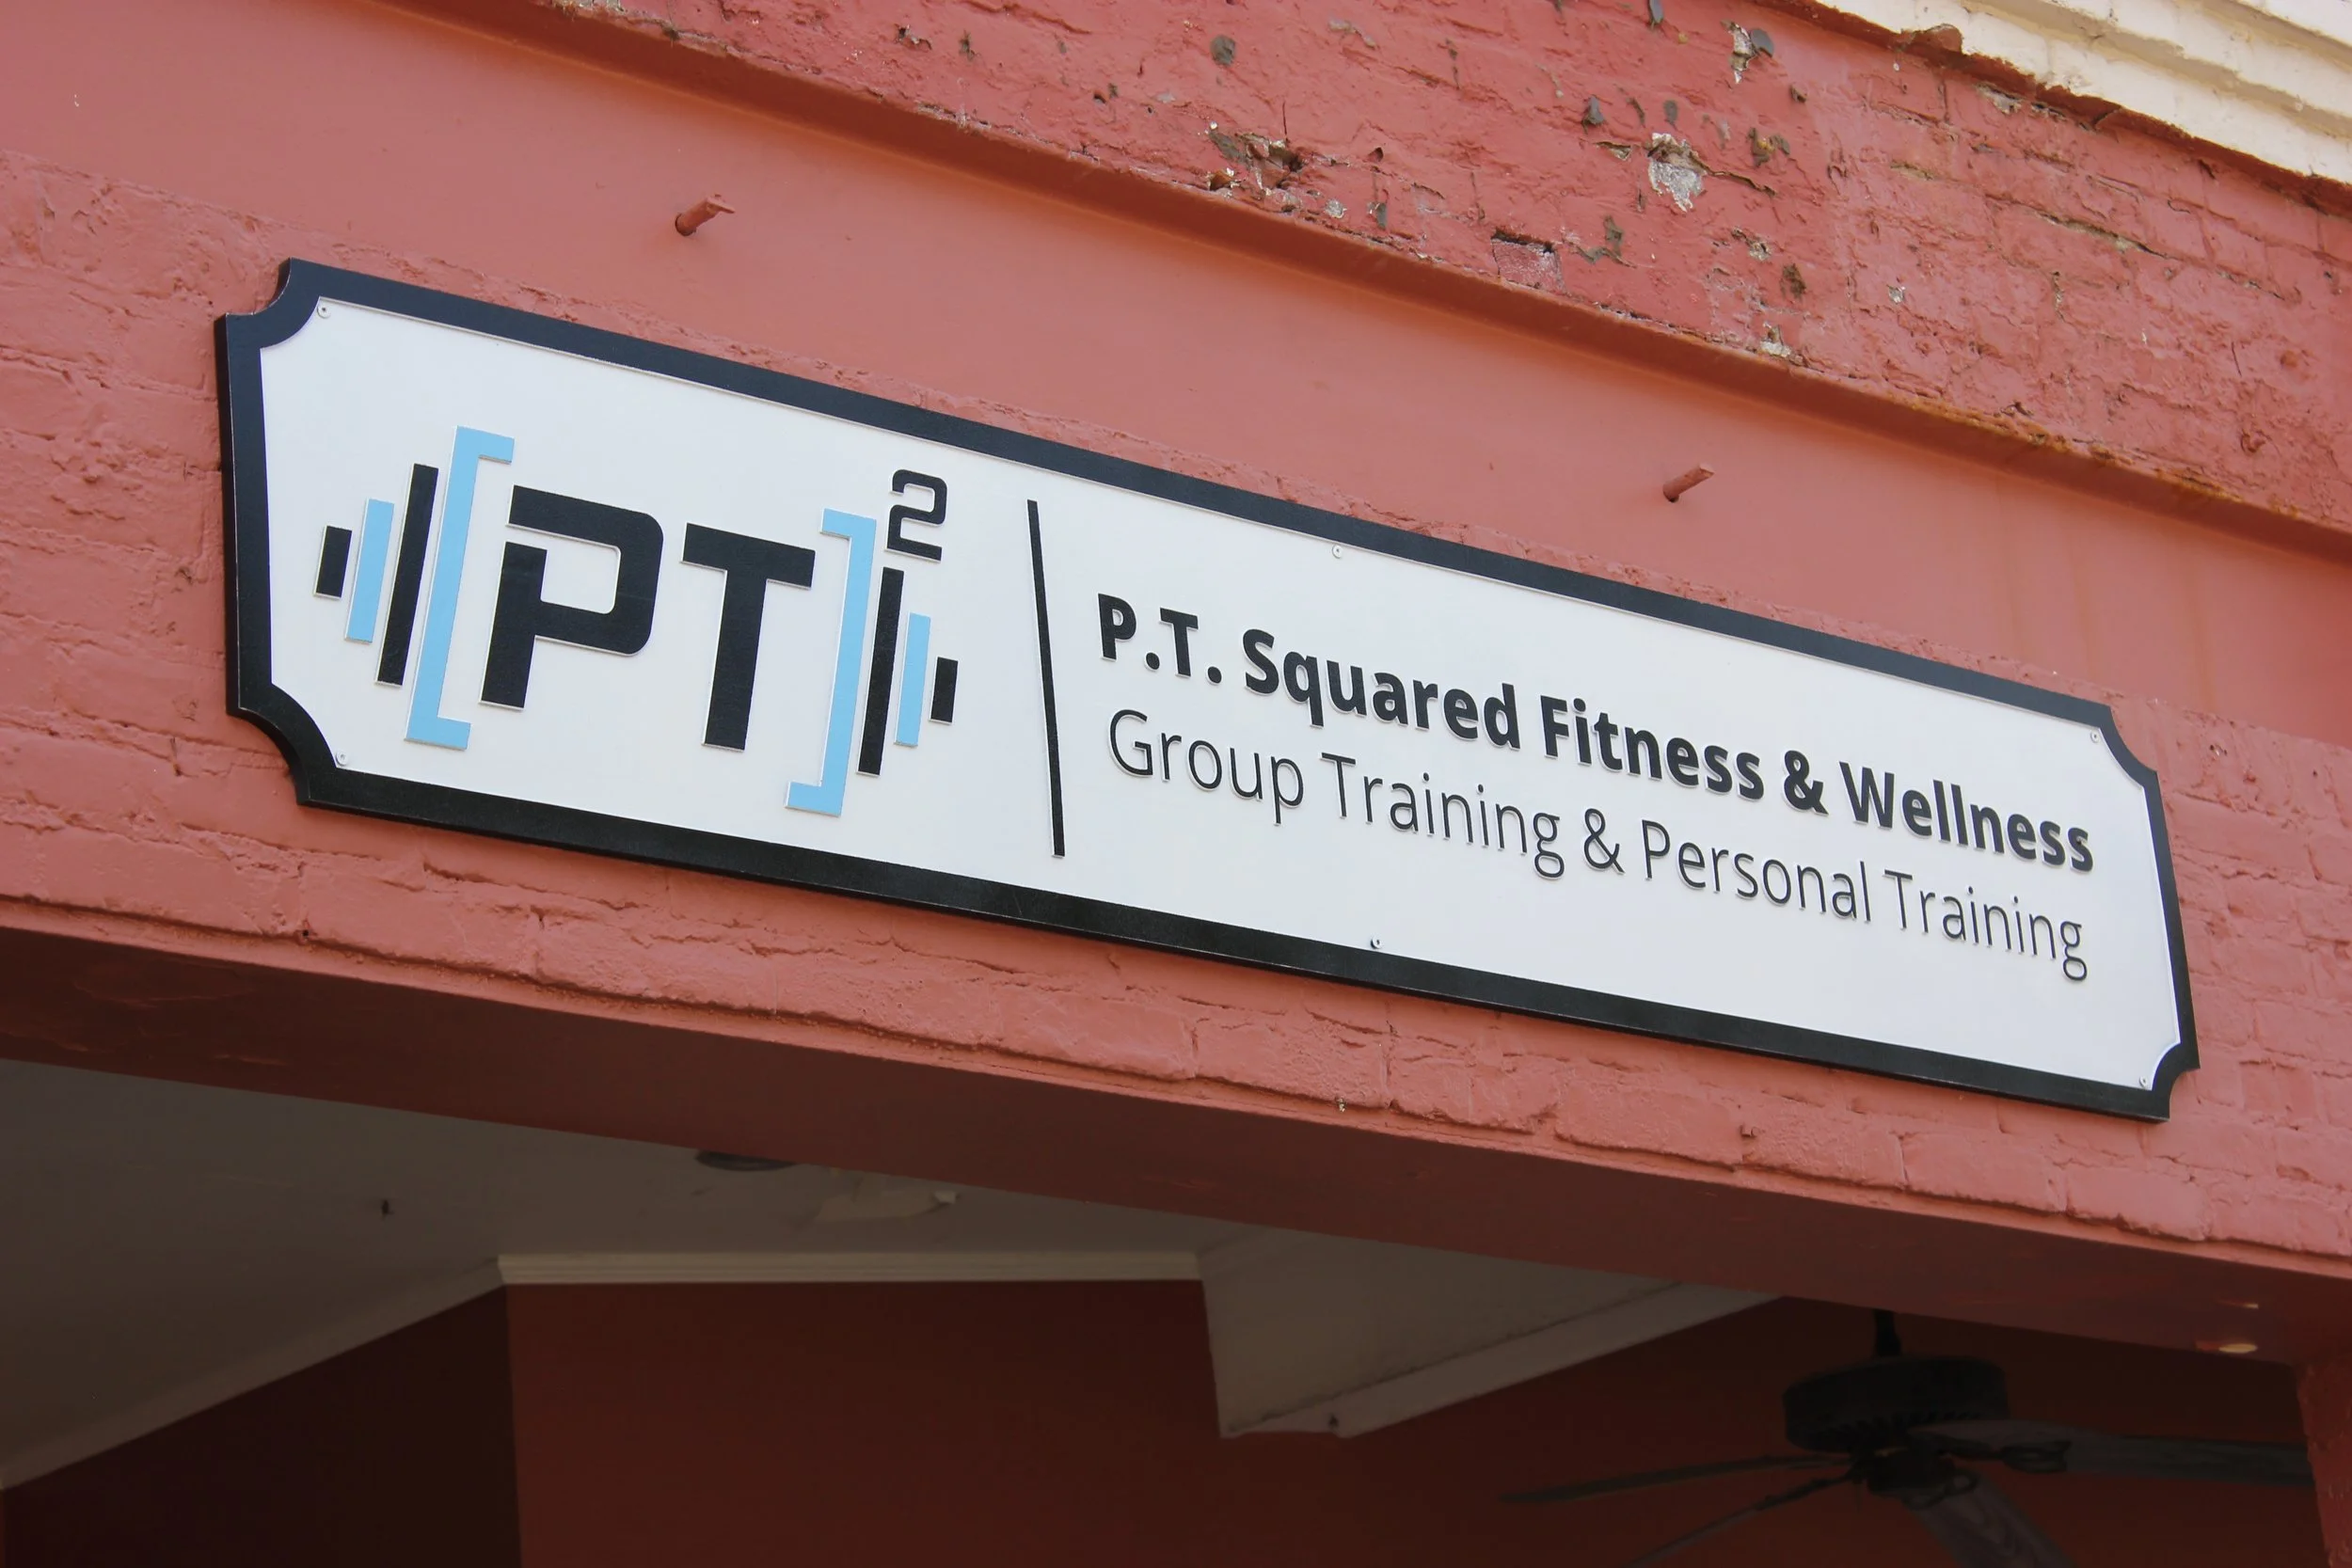 [PT]²
P.T. Squared Fitness & Wellness
Group Training & Personal Training